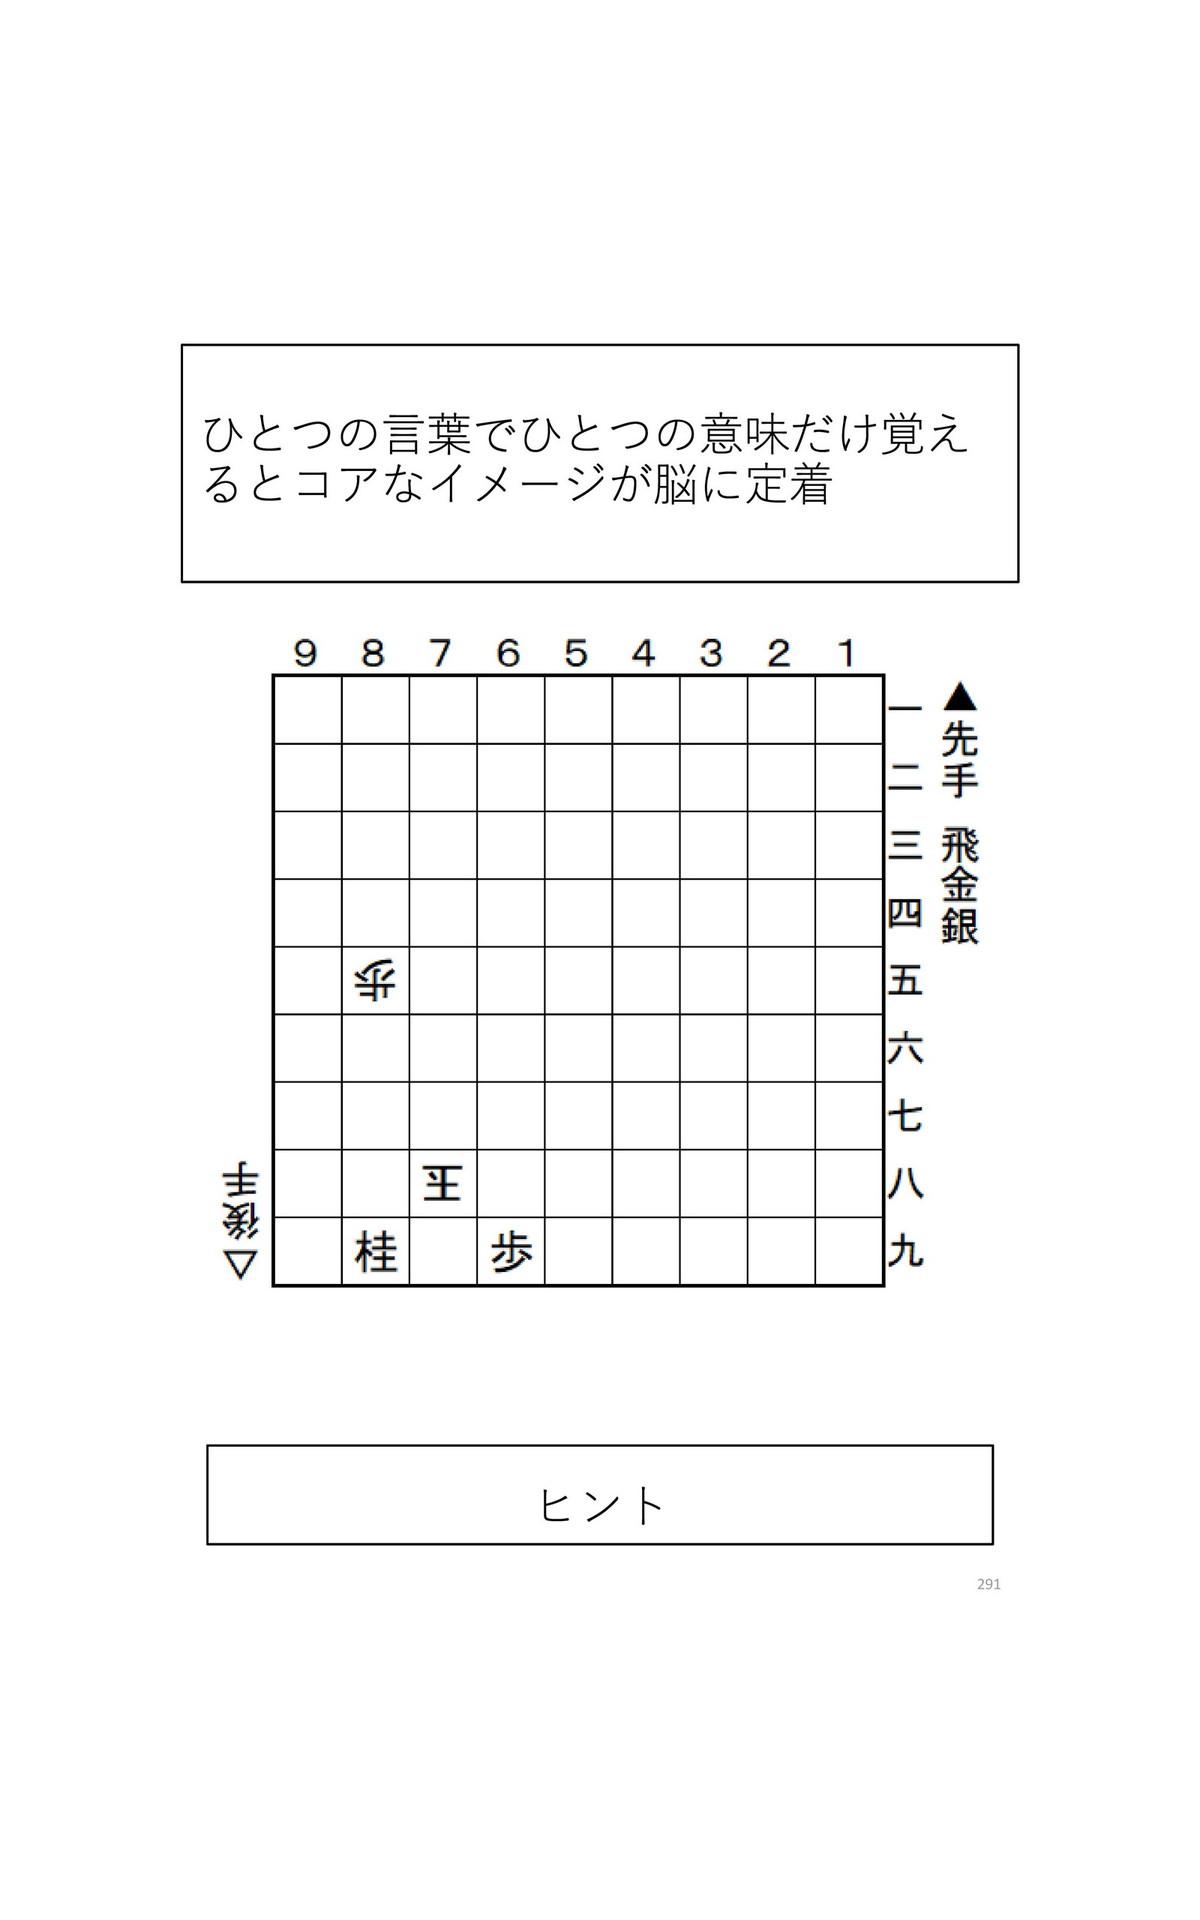 ひとつの言葉でひとつの意味だけ覚え
るとコアなイメージが脳に定着
9 8 7 6 5 4 3 2 1
一
二
三
四
五
六
七
八
九
▲先手 飛金銀
歩
王
桂 歩
△後手
ヒント
291